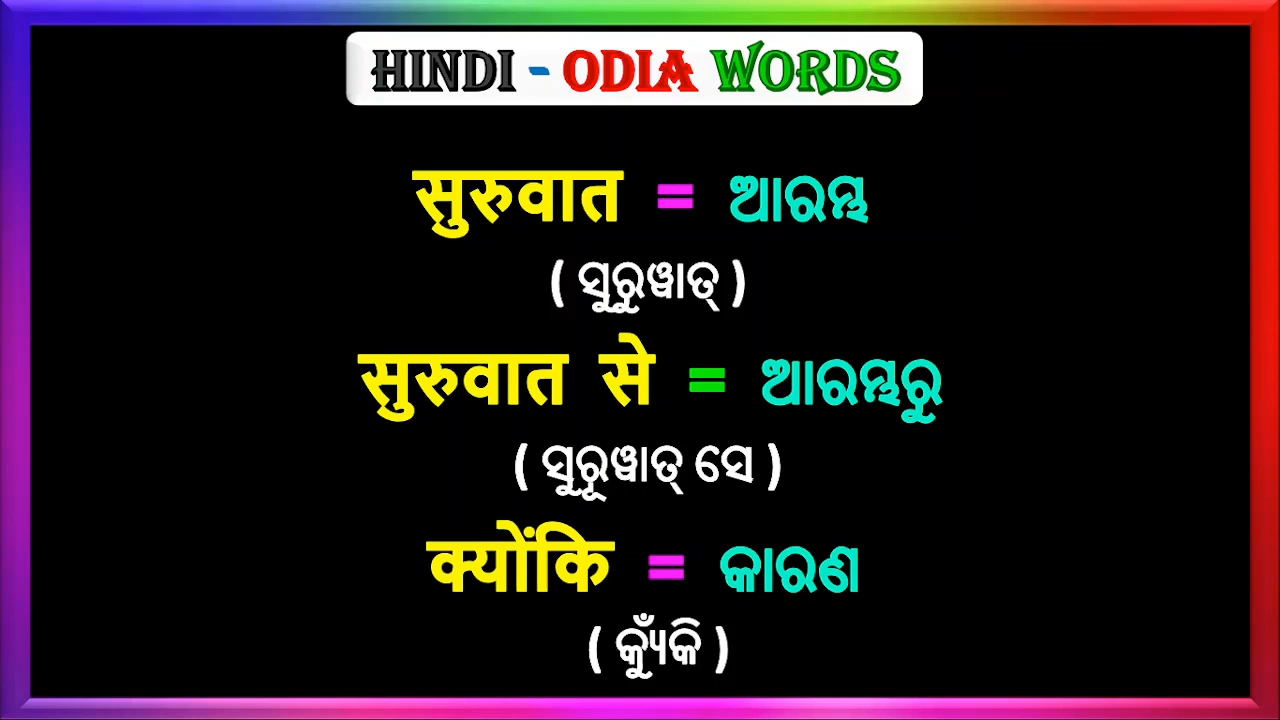 HINDI - ODIA WORDS
सुरुवात = ଆରମ୍ଭ
( ସୁରୁୱାତ୍ )
सुरुवात से = ଆରମ୍ଭରୁ
( ସୁରୂୱାତ୍ ସେ )
क्योंकि = କାରଣ
( କ୍ୟୁଁକି )